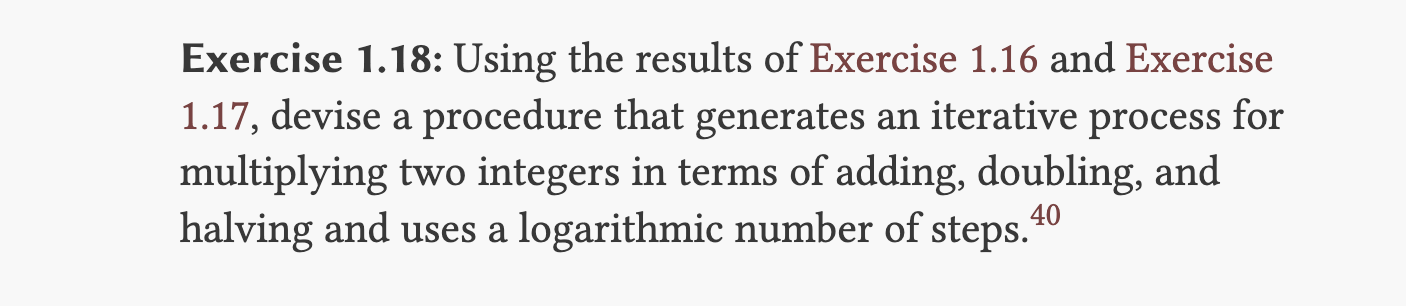 Exercise 1.18: Using the results of Exercise 1.16 and Exercise
1.17, devise a procedure that generates an iterative process for
multiplying two integers in terms of adding, doubling, and
halving and uses a logarithmic number of steps.40